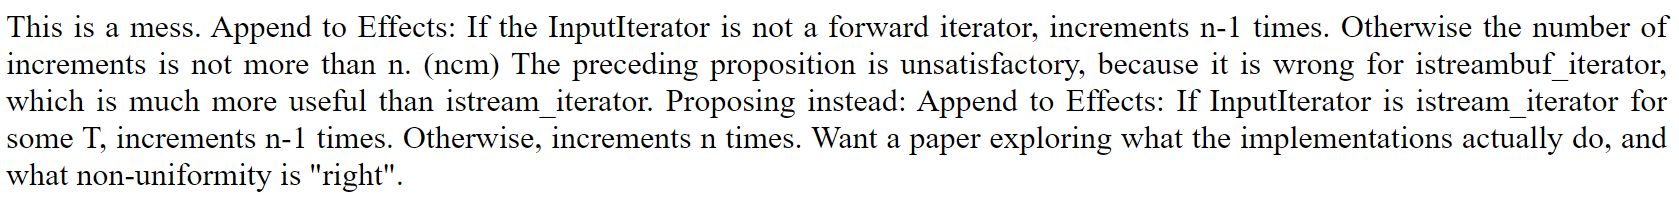 This is a mess. Append to Effects: If the InputIterator is not a forward iterator, increments n-1 times. Otherwise the number of
increments is not more than n. (ncm) The preceding proposition is unsatisfactory, because it is wrong for istreambuf_iterator,
which is much more useful than istream_iterator. Proposing instead: Append to Effects: If InputIterator is istream_iterator for
some T, increments n-1 times. Otherwise, increments n times. Want a paper exploring what the implementations actually do, and
what non-uniformity is "right".